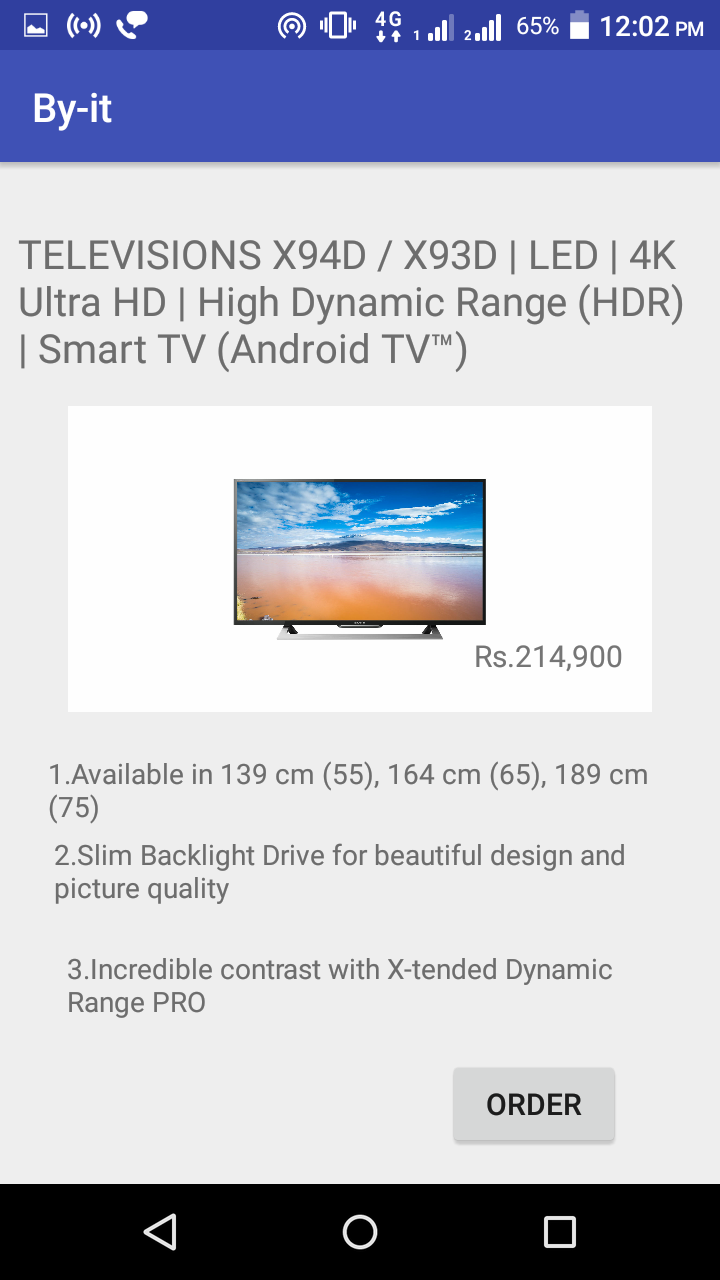 4G 1 2 65% 12:02 PM
By-it
TELEVISIONS X94D / X93D | LED | 4K
Ultra HD | High Dynamic Range (HDR)
| Smart TV (Android TV™)
Rs.214,900
1.Available in 139 cm (55), 164 cm (65), 189 cm
(75)
2.Slim Backlight Drive for beautiful design and
picture quality
3.Incredible contrast with X-tended Dynamic
Range PRO
ORDER